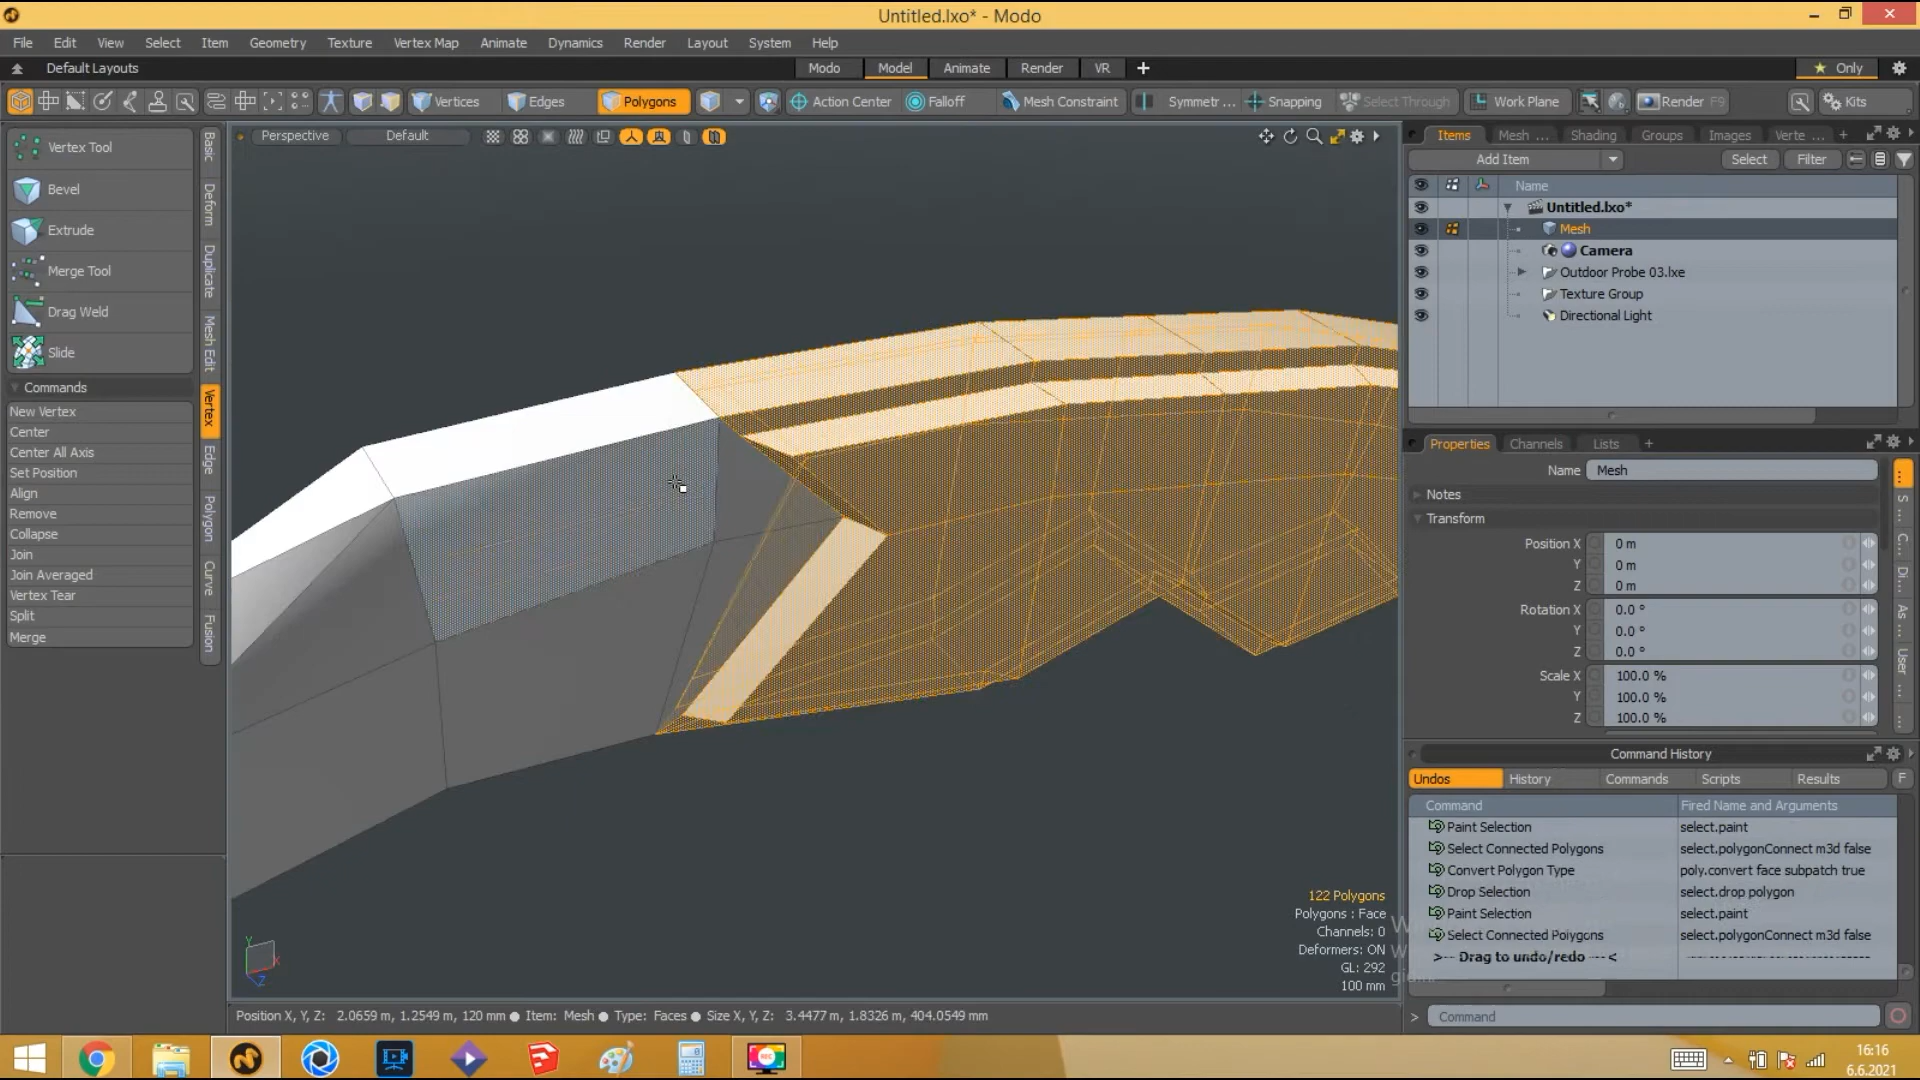 Untitled.lxo* - Modo
File Edit View Select Item Geometry Texture Vertex Map Animate Dynamics Render Layout System Help
Default Layouts Modo Model Animate Render VR + ★ Only
Vertices Edges Polygons Action Center Falloff Mesh Constraint Symmetr ... Snapping Select Through Work Plane Render F9 Kits
Perspective Default
Vertex Tool
Bevel
Extrude
Merge Tool
Drag Weld
Slide
Commands
New Vertex
Center
Center All Axis
Set Position
Align
Remove
Collapse
Join
Join Averaged
Vertex Tear
Split
Merge
Basic
Deform
Duplicate
Mesh Edit
Vertex
Edge
Polygon
Curve
Fusion
Items Mesh ... Shading Groups Images Verte ... +
Add Item Select Filter
Name
Untitled.lxo*
Mesh
Camera
Outdoor Probe 03.lxe
Texture Group
Directional Light
Properties Channels Lists +
Name Mesh
Notes
Transform
Position X 0 m
Y 0 m
Z 0 m
Rotation X 0.0 °
Y 0.0 °
Z 0.0 °
Scale X 100.0 %
Y 100.0 %
Z 100.0 %
... S ... C... Di... As ... User ...
Command History
Undos History Commands Scripts Results F
Command Fired Name and Arguments
Paint Selection select.paint
Select Connected Polygons select.polygonConnect m3d false
Convert Polygon Type poly.convert face subpatch true
Drop Selection select.drop polygon
Paint Selection select.paint
Select Connected Polygons select.polygonConnect m3d false
>-- Drag to undo/redo --<
> Command
122 Polygons
Polygons : Face
Channels: 0
Deformers: ON
GL: 292
100 mm
Y
X
Z
Position X, Y, Z: 2.0659 m, 1.2549 m, 120 mm ● Item: Mesh ● Type: Faces ● Size X, Y, Z: 3.4477 m, 1.8326 m, 404.0549 mm
REC
16:16
6.6.2021